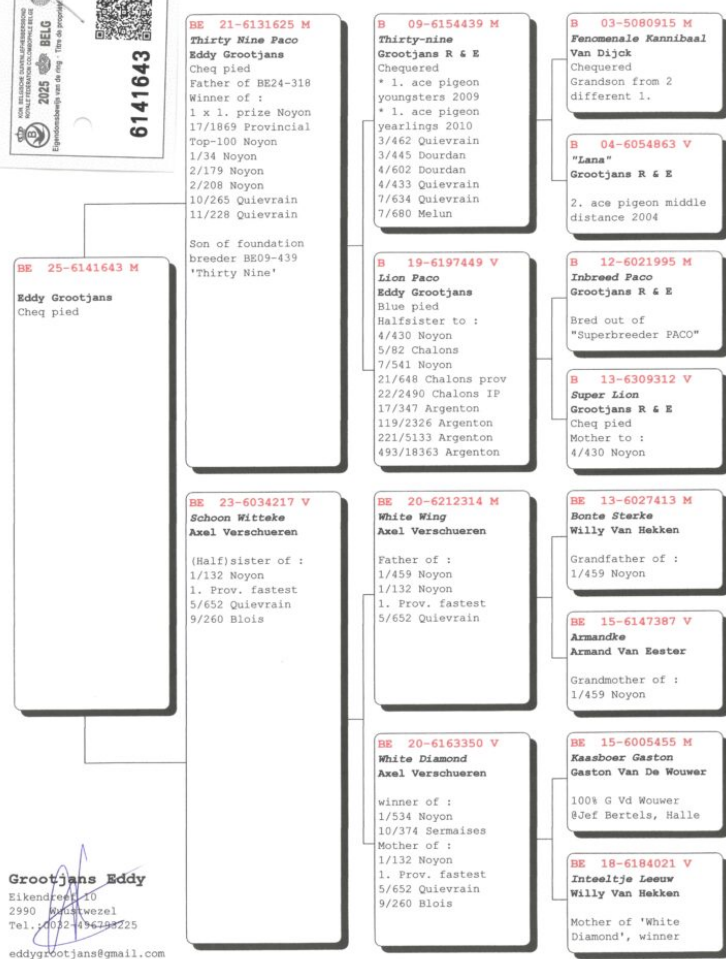 KON. BELGISCHE DUIVENLIEFHEBBERSBOND
ROYALE FEDERATION COLOMBOPHILE BELGE
B 2025 BELG
Eigendomsbewijs van de ring - Titre de
6141643
BE 25-6141643 M
Eddy Grootjans
Cheq pied
BE 21-6131625 M
Thirty Nine Paco
Eddy Grootjans
Cheq pied
Father of BE24-318
Winner of :
1 x 1. prize Noyon
17/1869 Provincial
Top-100 Noyon
1/34 Noyon
2/179 Noyon
2/208 Noyon
10/265 Quievrain
11/228 Quievrain
Son of foundation
breeder BE09-439
'Thirty Nine'
BE 23-6034217 V
Schoon Witteke
Axel Verschueren
(Half)sister of :
1/132 Noyon
1. Prov. fastest
5/652 Quievrain
9/260 Blois
B 09-6154439 M
Thirty-nine
Grootjans R & E
Chequered
* 1. ace pigeon
youngsters 2009
* 1. ace pigeon
yearlings 2010
3/462 Quievrain
3/445 Dourdan
4/602 Dourdan
4/433 Quievrain
7/634 Quievrain
7/680 Melun
B 19-6197449 V
Lion Paco
Eddy Grootjans
Blue pied
Halfsister to :
4/430 Noyon
5/82 Chalons
7/541 Noyon
21/648 Chalons prov
22/2490 Chalons IP
17/347 Argenton
119/2326 Argenton
221/5133 Argenton
493/18363 Argenton
BE 20-6212314 M
White Wing
Axel Verschueren
Father of :
1/459 Noyon
1/132 Noyon
1. Prov. fastest
5/652 Quievrain
BE 20-6163350 V
White Diamond
Axel Verschueren
winner of :
1/534 Noyon
10/374 Sermaises
Mother of :
1/132 Noyon
1. Prov. fastest
5/652 Quievrain
9/260 Blois
B 03-5080915 M
Fenomenale Kannibaal
Van Dijck
Chequered
Grandson from 2
different 1.
B 04-6054863 V
"Lana"
Grootjans R & E
2. ace pigeon middle
distance 2004
B 12-6021995 M
Inbreed Paco
Grootjans R & E
Bred out of
"Superbreeder PACO"
B 13-6309312 V
Super Lion
Grootjans R & E
Cheq pied
Mother to :
4/430 Noyon
BE 13-6027413 M
Bonte Sterke
Willy Van Hekken
Grandfather of :
1/459 Noyon
BE 15-6147387 V
Armandke
Armand Van Eester
Grandmother of :
1/459 Noyon
BE 15-6005455 M
Kaasboer Gaston
Gaston Van De Wouwer
100% G Vd Wouwer
@Jef Bertels, Halle
BE 18-6184021 V
Inteeltje Leeuw
Willy Van Hekken
Mother of 'White
Diamond', winner
Grootjans Eddy
Eikendreef 10
2990 Wuustwezel
Tel.:0032-496793225
eddygrootjans@gmail.com